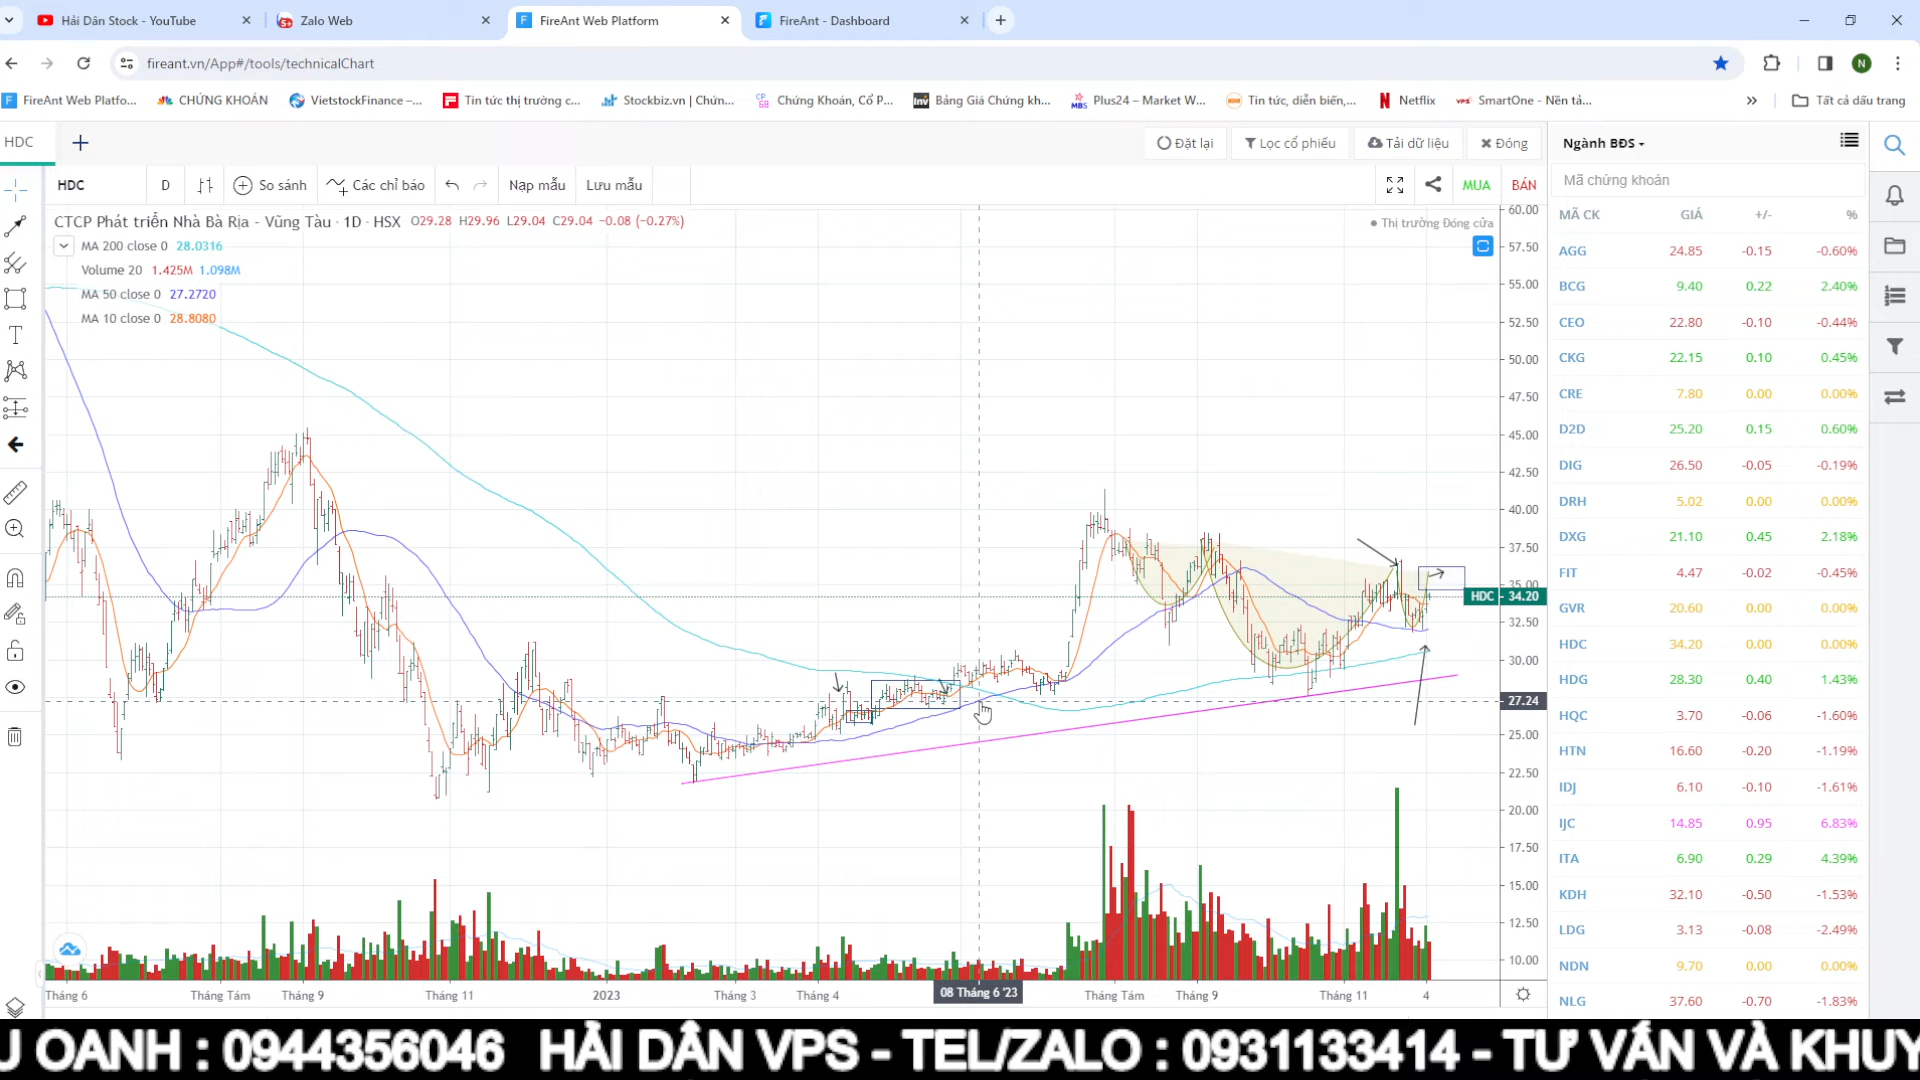 Hải Dân Stock - YouTube
Zalo Web
FireAnt Web Platform
FireAnt - Dashboard
fireant.vn/App#/tools/technicalChart
N
FireAnt Web Platfo...
CHỨNG KHOÁN
VietstockFinance –...
Tin tức thị trường c...
Stockbiz.vn | Chứn...
Chứng Khoán, Cổ P...
Bảng Giá Chứng kh...
Plus24 – Market W...
Tin tức, diễn biến,...
Netflix
SmartOne - Nền tả...
Tất cả dấu trang
HDC
Đặt lại
Lọc cổ phiếu
Tải dữ liệu
Đóng
Ngành BĐS
HDC
D
So sánh
Các chỉ báo
Nạp mẫu
Lưu mẫu
MUA
BÁN
Mã chứng khoán
CTCP Phát triển Nhà Bà Rịa - Vũng Tàu · 1D · HSX O29.28 H29.96 L29.04 C29.04 −0.08 (−0.27%)
Thị trường Đóng cửa
MA 200 close 0 28.0316
Volume 20 1.425M 1.098M
MA 50 close 0 27.2720
MA 10 close 0 28.8080
60.00
57.50
55.00
52.50
50.00
47.50
45.00
42.50
40.00
37.50
35.00
HDC 34.20
32.50
30.00
27.24
25.00
22.50
20.00
17.50
15.00
12.50
10.00
Tháng 6
Tháng Tám
Tháng 9
Tháng 11
2023
Tháng 3
Tháng 4
08 Tháng 6 '23
Tháng Tám
Tháng 9
Tháng 11
4
MÃ CK GIÁ +/- %
AGG 24.85 -0.15 -0.60%
BCG 9.40 0.22 2.40%
CEO 22.80 -0.10 -0.44%
CKG 22.15 0.10 0.45%
CRE 7.80 0.00 0.00%
D2D 25.20 0.15 0.60%
DIG 26.50 -0.05 -0.19%
DRH 5.02 0.00 0.00%
DXG 21.10 0.45 2.18%
FIT 4.47 -0.02 -0.45%
GVR 20.60 0.00 0.00%
HDC 34.20 0.00 0.00%
HDG 28.30 0.40 1.43%
HQC 3.70 -0.06 -1.60%
HTN 16.60 -0.20 -1.19%
IDJ 6.10 -0.10 -1.61%
IJC 14.85 0.95 6.83%
ITA 6.90 0.29 4.39%
KDH 32.10 -0.50 -1.53%
LDG 3.13 -0.08 -2.49%
NDN 9.70 0.00 0.00%
NLG 37.60 -0.70 -1.83%
U OANH : 0944356046 HẢI DÂN VPS - TEL/ZALO : 0931133414 - TƯ VẤN VÀ KHUY